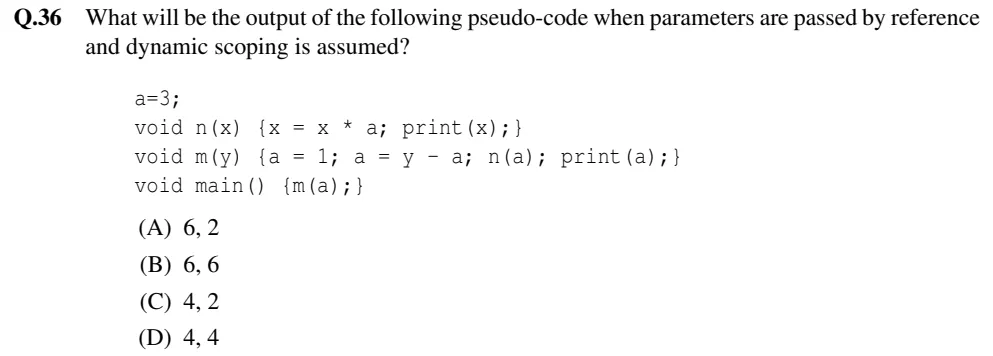 Q.36 What will be the output of the following pseudo-code when parameters are passed by reference
and dynamic scoping is assumed?
a=3;
void n(x) {x = x * a; print(x);}
void m(y) {a = 1; a = y - a; n(a); print(a);}
void main() {m(a);}
(A) 6, 2
(B) 6, 6
(C) 4, 2
(D) 4, 4